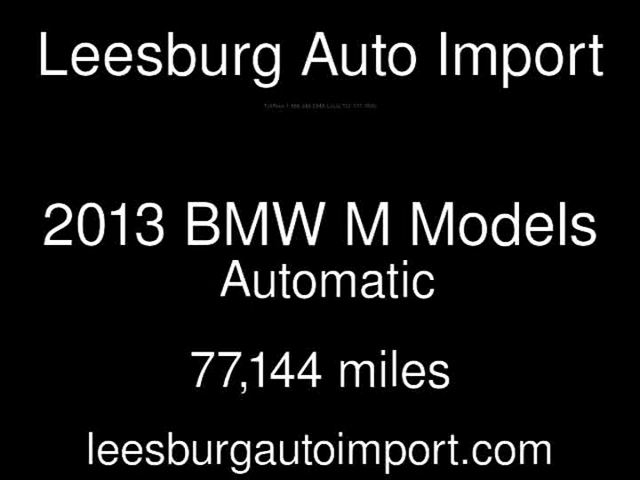 Leesburg Auto Import
2013 BMW M Models
Automatic
77,144 miles
leesburgautoimport.com